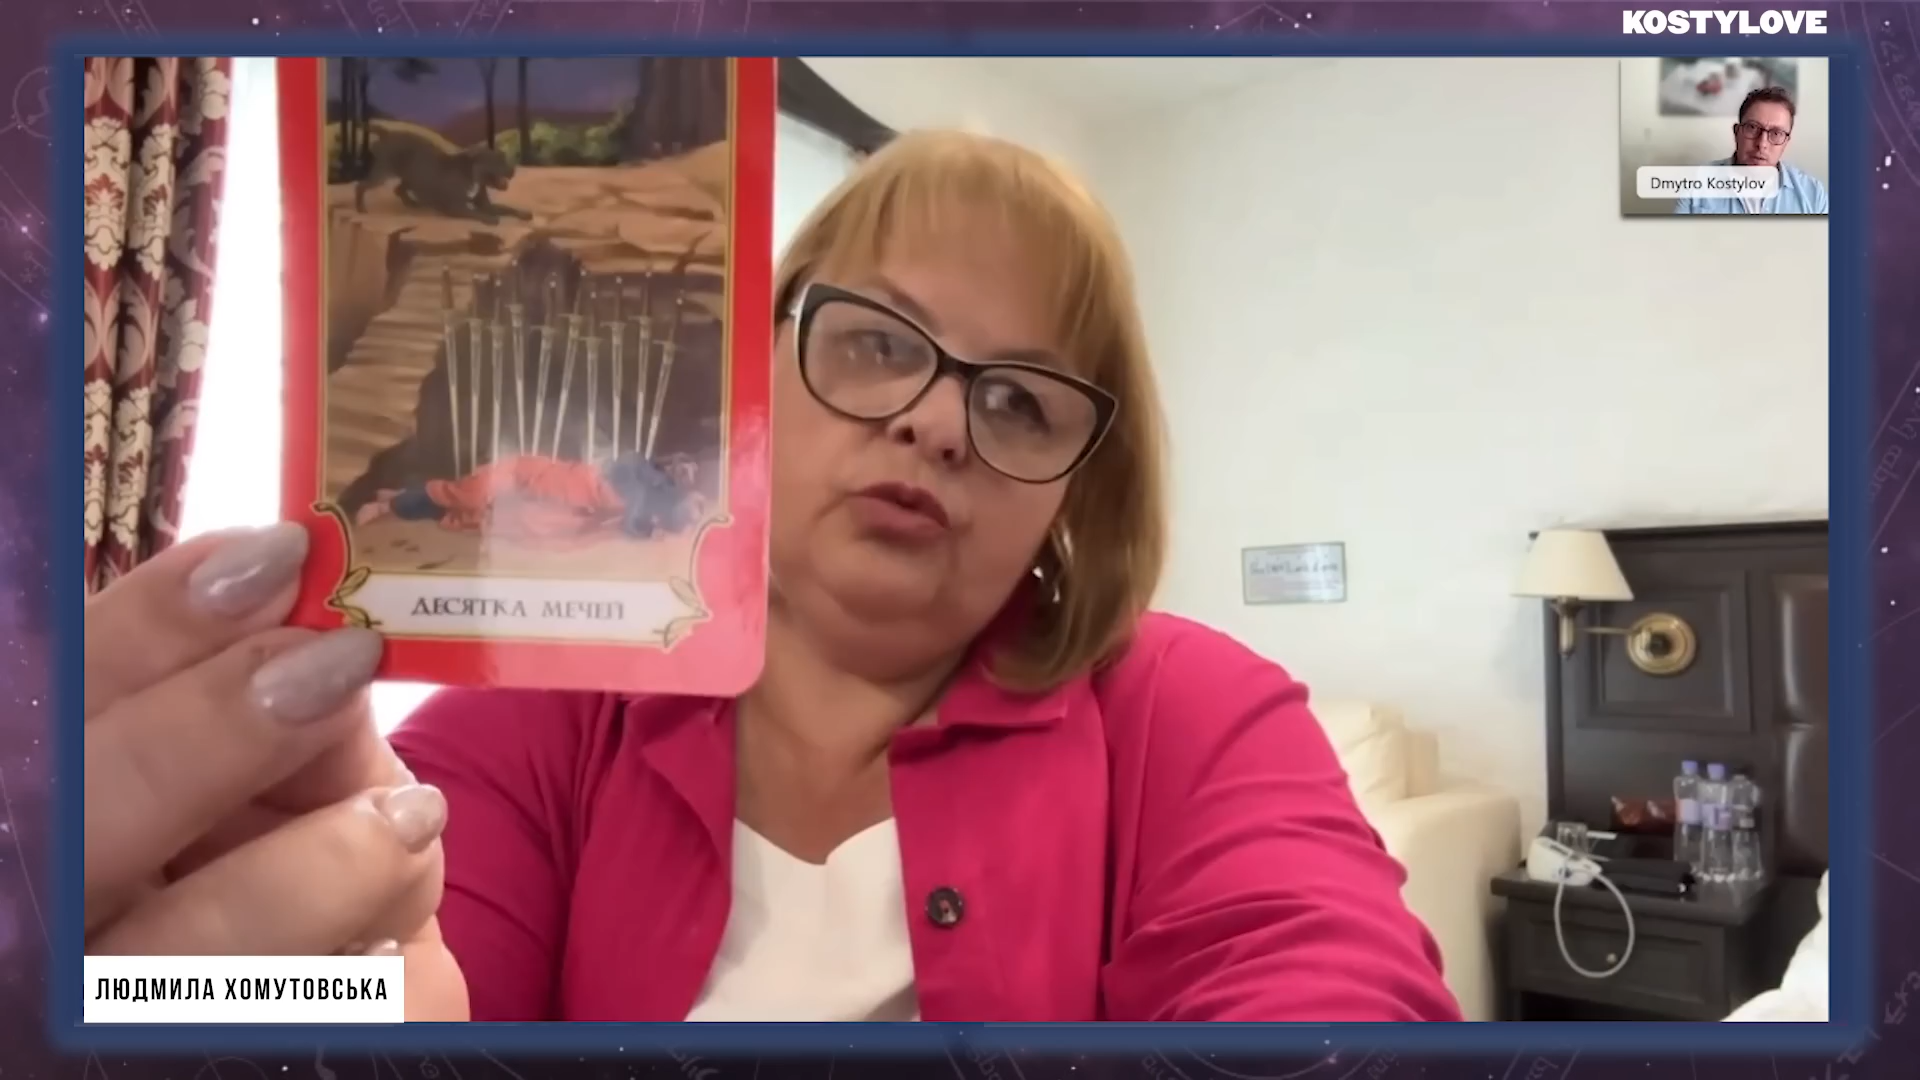 KOSTYLOVE
Dmytro Kostylov
ДЕСЯТКА МЕЧЕЙ
ЛЮДМИЛА ХОМУТОВСЬКА